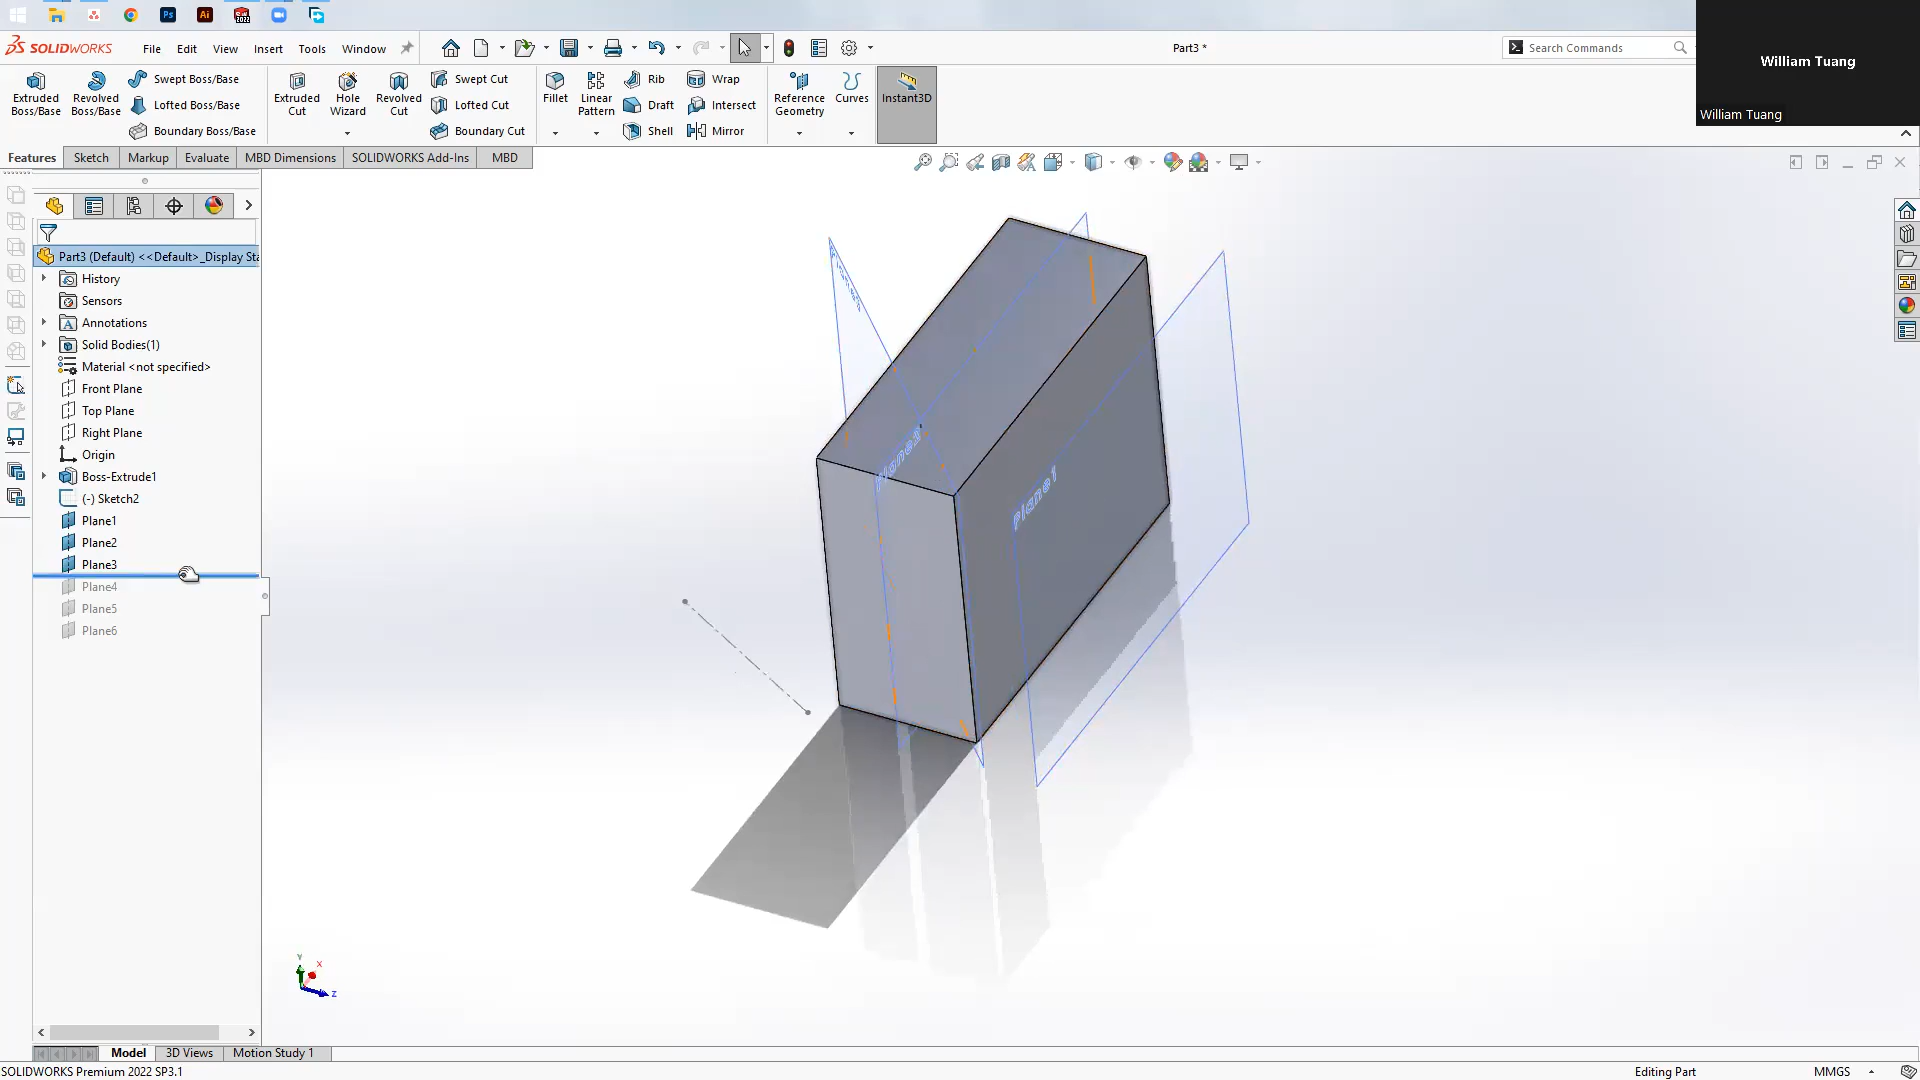 Ps
Ai
SOLIDWORKS
File Edit View Insert Tools Window
Part3 *
Search Commands
William Tuang
William Tuang
Extruded Boss/Base
Revolved Boss/Base
Swept Boss/Base
Lofted Boss/Base
Boundary Boss/Base
Extruded Cut
Hole Wizard
Revolved Cut
Swept Cut
Lofted Cut
Boundary Cut
Fillet
Linear Pattern
Rib
Draft
Shell
Wrap
Intersect
Mirror
Reference Geometry
Curves
Instant3D
Features Sketch Markup Evaluate MBD Dimensions SOLIDWORKS Add-Ins MBD
Part3 (Default) <<Default>_Display Sta
History
Sensors
Annotations
Solid Bodies(1)
Material <not specified>
Front Plane
Top Plane
Right Plane
Origin
Boss-Extrude1
(-) Sketch2
Plane1
Plane2
Plane3
Plane4
Plane5
Plane6
Plane1
Y
X
Z
Model 3D Views Motion Study 1
SOLIDWORKS Premium 2022 SP3.1
Editing Part
MMGS